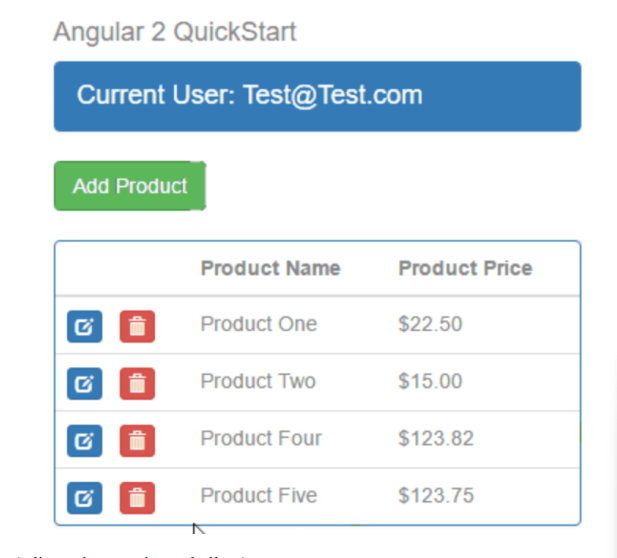 Angular 2 QuickStart
Current User: Test@Test.com
Add Product
Product Name Product Price
Product One $22.50
Product Two $15.00
Product Four $123.82
Product Five $123.75